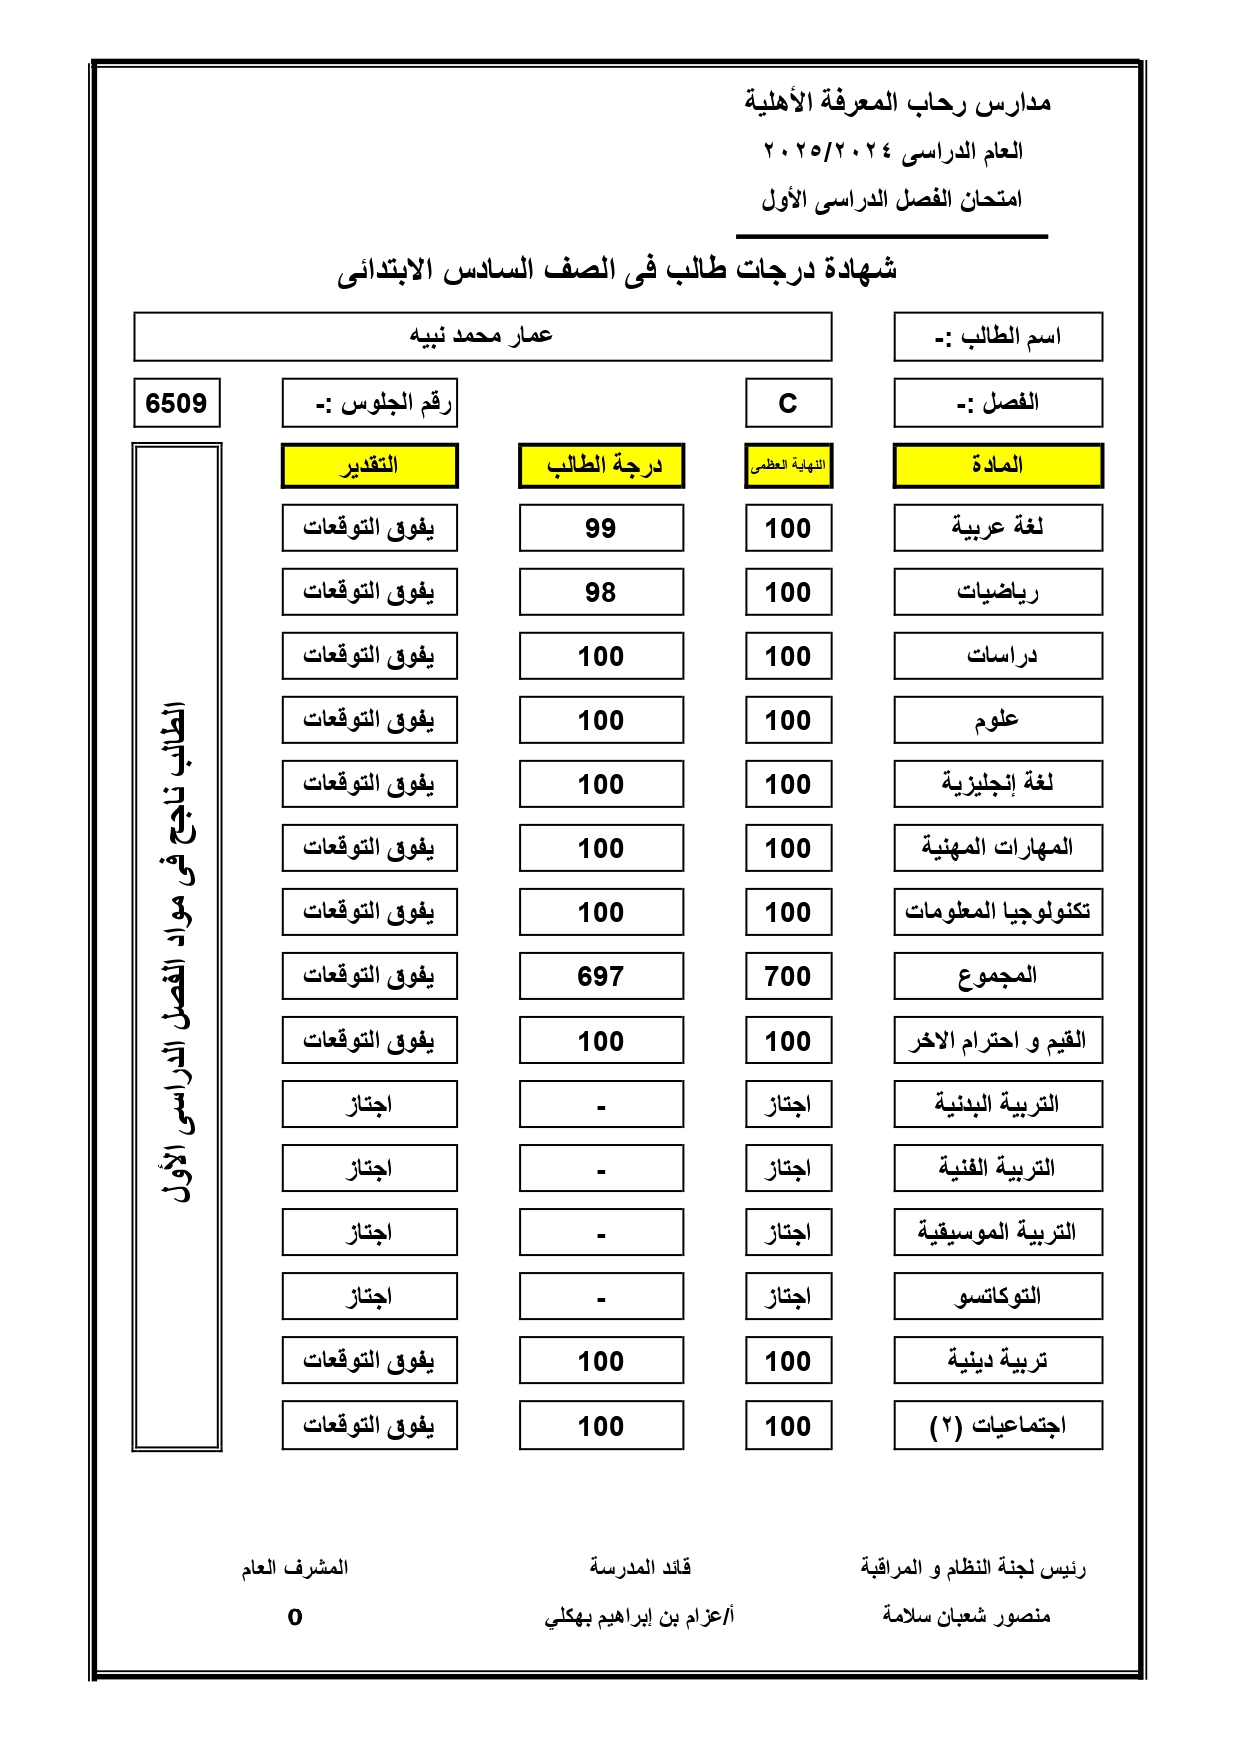 مدارس رحاب المعرفة الأهلية
العام الدراسى ٢٠٢٥/٢٠٢٤
امتحان الفصل الدراسى الأول
شهادة درجات طالب فى الصف السادس الابتدائى
اسم الطالب :- عمار محمد نبيه
الفصل :- C رقم الجلوس :- 6509
المادة النهاية العظمى درجة الطالب التقدير
لغة عربية 100 99 يفوق التوقعات
رياضيات 100 98 يفوق التوقعات
دراسات 100 100 يفوق التوقعات
علوم 100 100 يفوق التوقعات
لغة إنجليزية 100 100 يفوق التوقعات
المهارات المهنية 100 100 يفوق التوقعات
تكنولوجيا المعلومات 100 100 يفوق التوقعات
المجموع 700 697 يفوق التوقعات
القيم و احترام الاخر 100 100 يفوق التوقعات
التربية البدنية اجتاز - اجتاز
التربية الفنية اجتاز - اجتاز
التربية الموسيقية اجتاز - اجتاز
التوكاتسو اجتاز - اجتاز
تربية دينية 100 100 يفوق التوقعات
اجتماعيات (٢) 100 100 يفوق التوقعات
الطالب ناجح فى مواد الفصل الدراسى الأول
رئيس لجنة النظام و المراقبة قائد المدرسة المشرف العام
منصور شعبان سلامة أ/عزام بن إبراهيم بهكلي 0